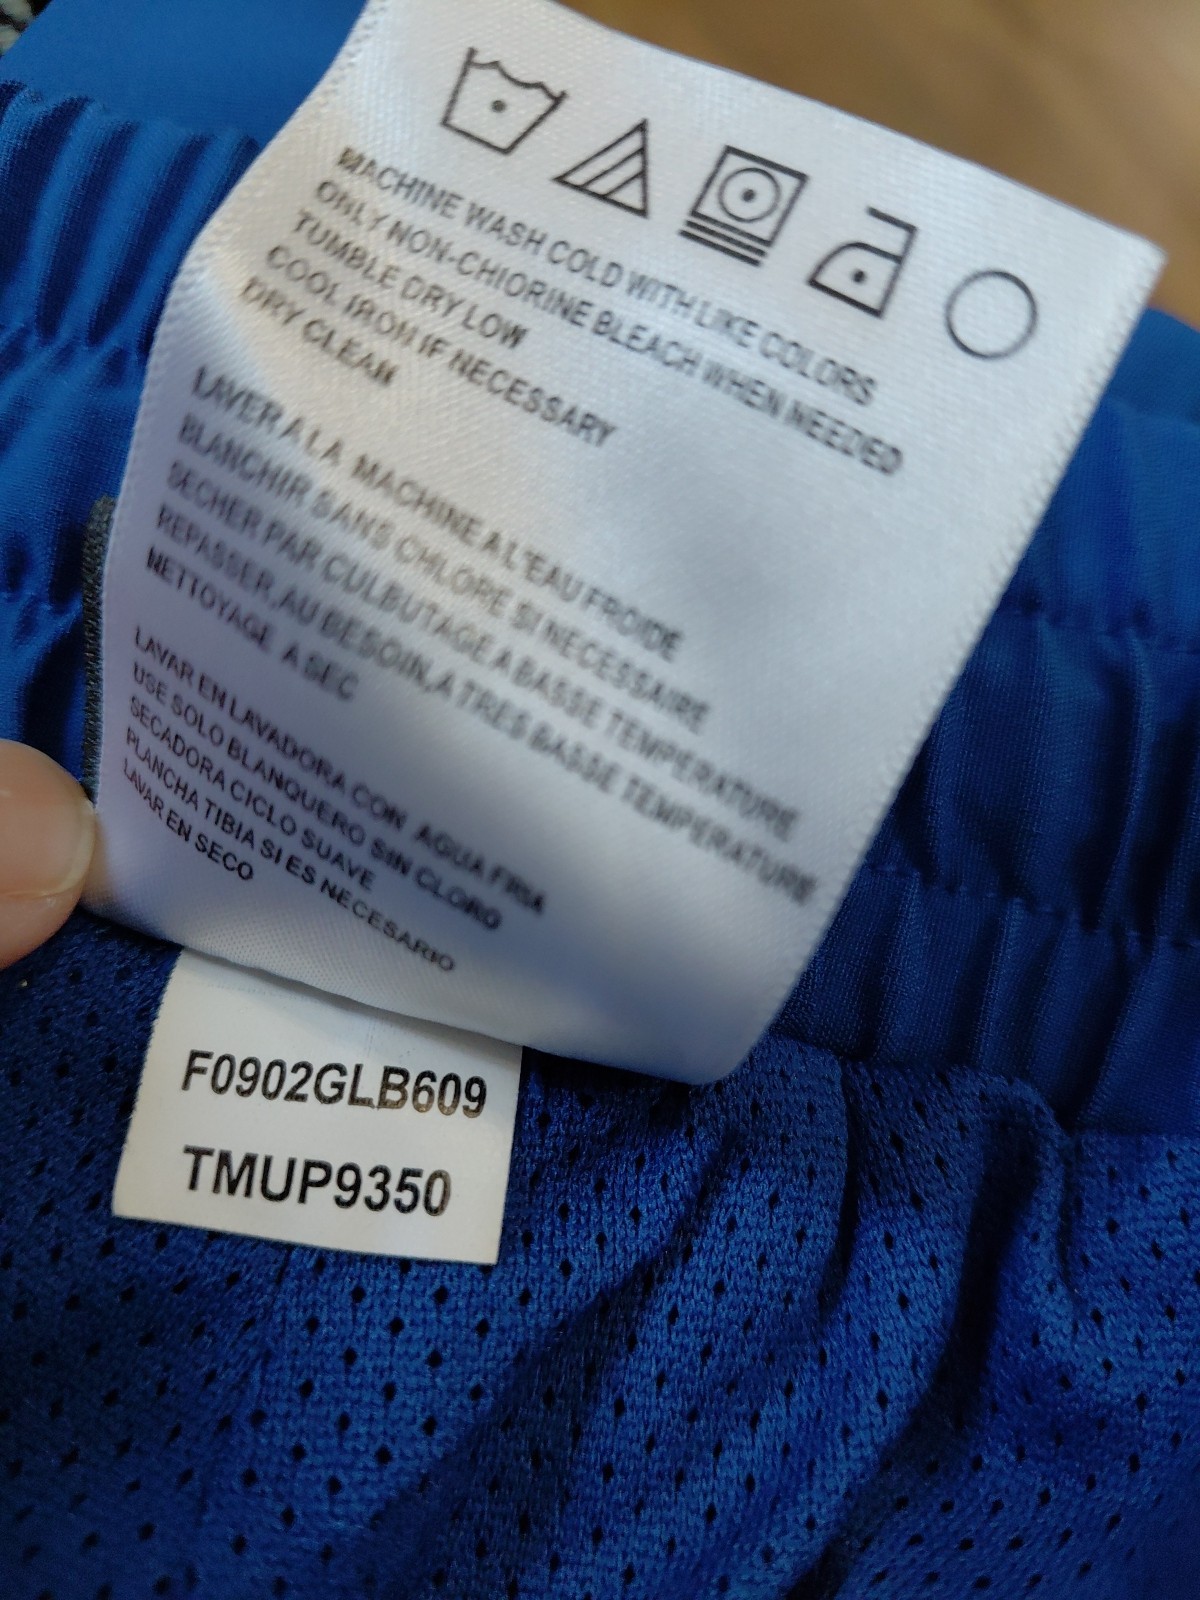 MACHINE WASH COLD WITH LIKE COLORS
ONLY NON-CHIORINE BLEACH WHEN NEEDED
TUMBLE DRY LOW
COOL IRON IF NECESSARY
DRY CLEAN
LAVER A LA MACHINE A L'EAU FROIDE
BLANCHIR SANS CHLORE SI NECESSAIRE
SECHER PAR CULBUTAGE A BASSE TEMPERATURE
REPASSER,AU BESOIN,A TRES BASSE TEMPERATURE
NETTOYAGE A SEC
LAVAR EN LAVADORA CON AGUA FRIA
USE SOLO BLANQUERO SIN CLORO
SECADORA CICLO SUAVE
PLANCHA TIBIA SI ES NECESARIO
LAVAR EN SECO
F0902GLB609
TMUP9350